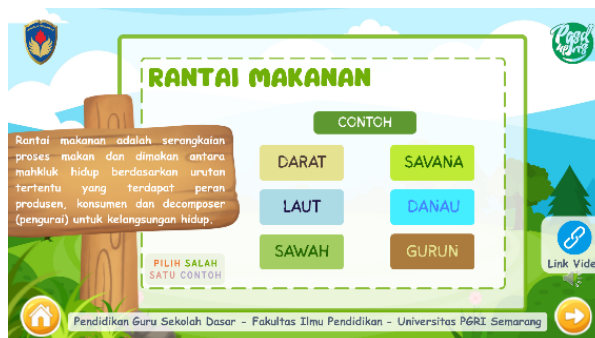 RANTAI MAKANAN
CONTOH
Rantai makanan adalah serangkaian
proses makan dan dimakan antara
mahkluk hidup berdasarkan urutan
tertentu yang terdapat peran
produsen, konsumen dan decomposer
(pengurai) untuk kelangsungan hidup.
DARAT
SAVANA
LAUT
DANAU
SAWAH
GURUN
PILIH SALAH
SATU CONTOH
Link Vide
Pendidikan Guru Sekolah Dasar - Fakultas Ilmu Pendidikan - Universitas PGRI Semarang